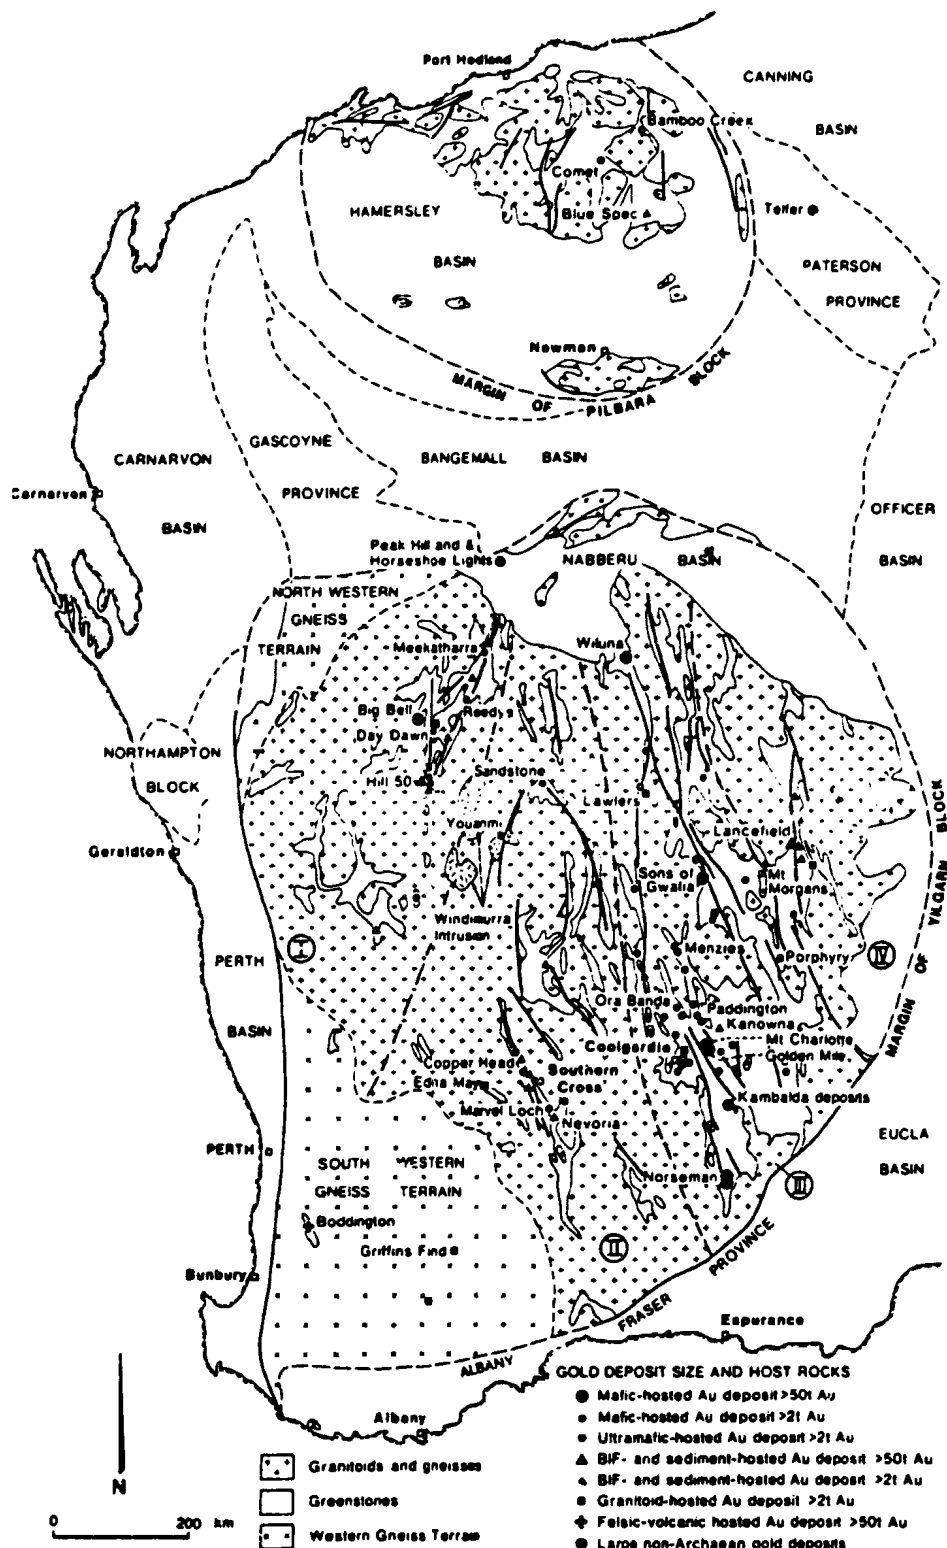 Port Hedland
CANNING
BASIN
Bamboo Creek
Comet
HAMERSLEY
Blue Spec
Telfer
BASIN
PATERSON
PROVINCE
Newman
MARGIN OF PILBARA BLOCK
GASCOYNE
CARNARVON
BANGEMALL BASIN
Carnarvon
PROVINCE
BASIN
OFFICER
Peak Hill and
Horseshoe Lights
NABBERU BASIN
BASIN
NORTH WESTERN
GNEISS
TERRAIN
Meekatharra
Wiluna
Big Bell
Reedys
Day Dawn
NORTHAMPTON
BLOCK
Hill 50
Sandstone
Lawlers
Youanmi
Lancefield
Geraldton
Sons of
Gwalia
Mt
Morgans
Windimurra
Intrusion
MARGIN OF YILGARN BLOCK
I
Menzies
IV
PERTH
Porphyry
Ora Banda
Paddington
BASIN
Kanowna
Coolgardie
Mt Charlotte
Golden Mile
Copper Head
Southern
Cross
Edna May
Kambalda deposits
Marvel Loch
Nevoria
EUCLA
PERTH
BASIN
SOUTH WESTERN
GNEISS TERRAIN
Norseman
III
Boddington
II
Griffins Find
Bunbury
ALBANY FRASER PROVINCE
Esperance
Albany
GOLD DEPOSIT SIZE AND HOST ROCKS
Mafic-hosted Au deposit >50t Au
Mafic-hosted Au deposit >2t Au
Ultramafic-hosted Au deposit >2t Au
BIF- and sediment-hosted Au deposit >50t Au
BIF- and sediment-hosted Au deposit >2t Au
Granitoid-hosted Au deposit >2t Au
Felsic-volcanic hosted Au deposit >50t Au
Large non-Archaean gold deposits
Granitoids and gneisses
Greenstones
Western Gneiss Terrain
N
0 200 km